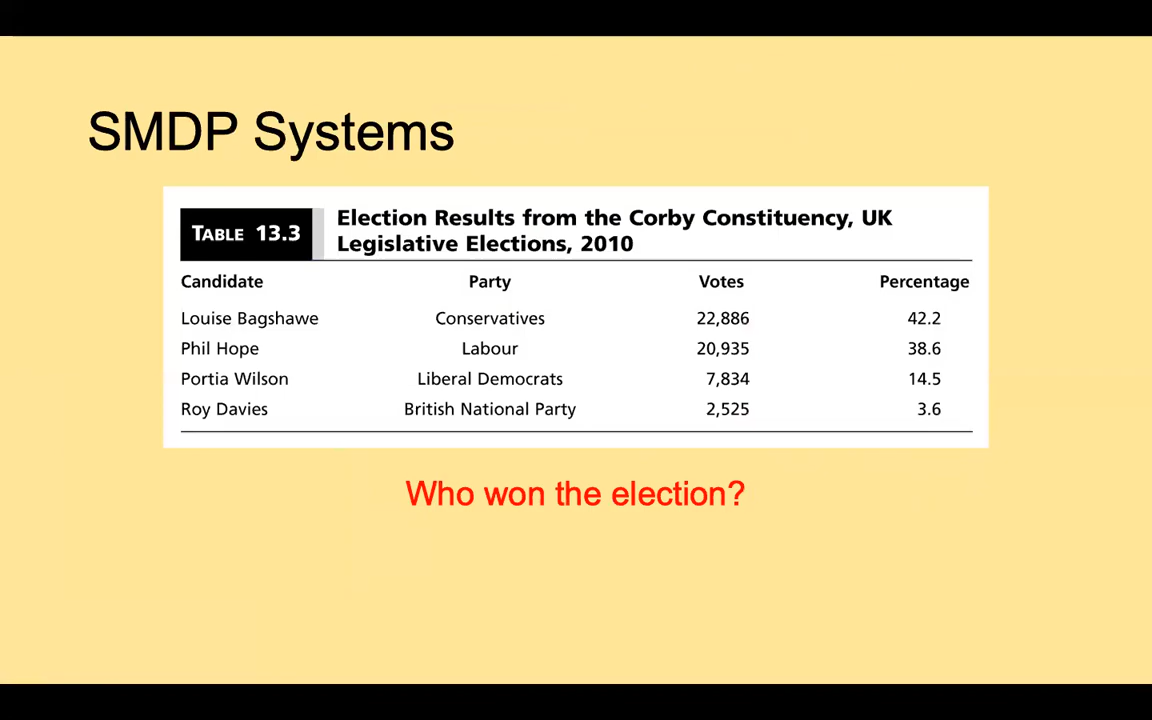 SMDP Systems
TABLE 13.3
Election Results from the Corby Constituency, UK
Legislative Elections, 2010
Candidate Party Votes Percentage
Louise Bagshawe Conservatives 22,886 42.2
Phil Hope Labour 20,935 38.6
Portia Wilson Liberal Democrats 7,834 14.5
Roy Davies British National Party 2,525 3.6
Who won the election?